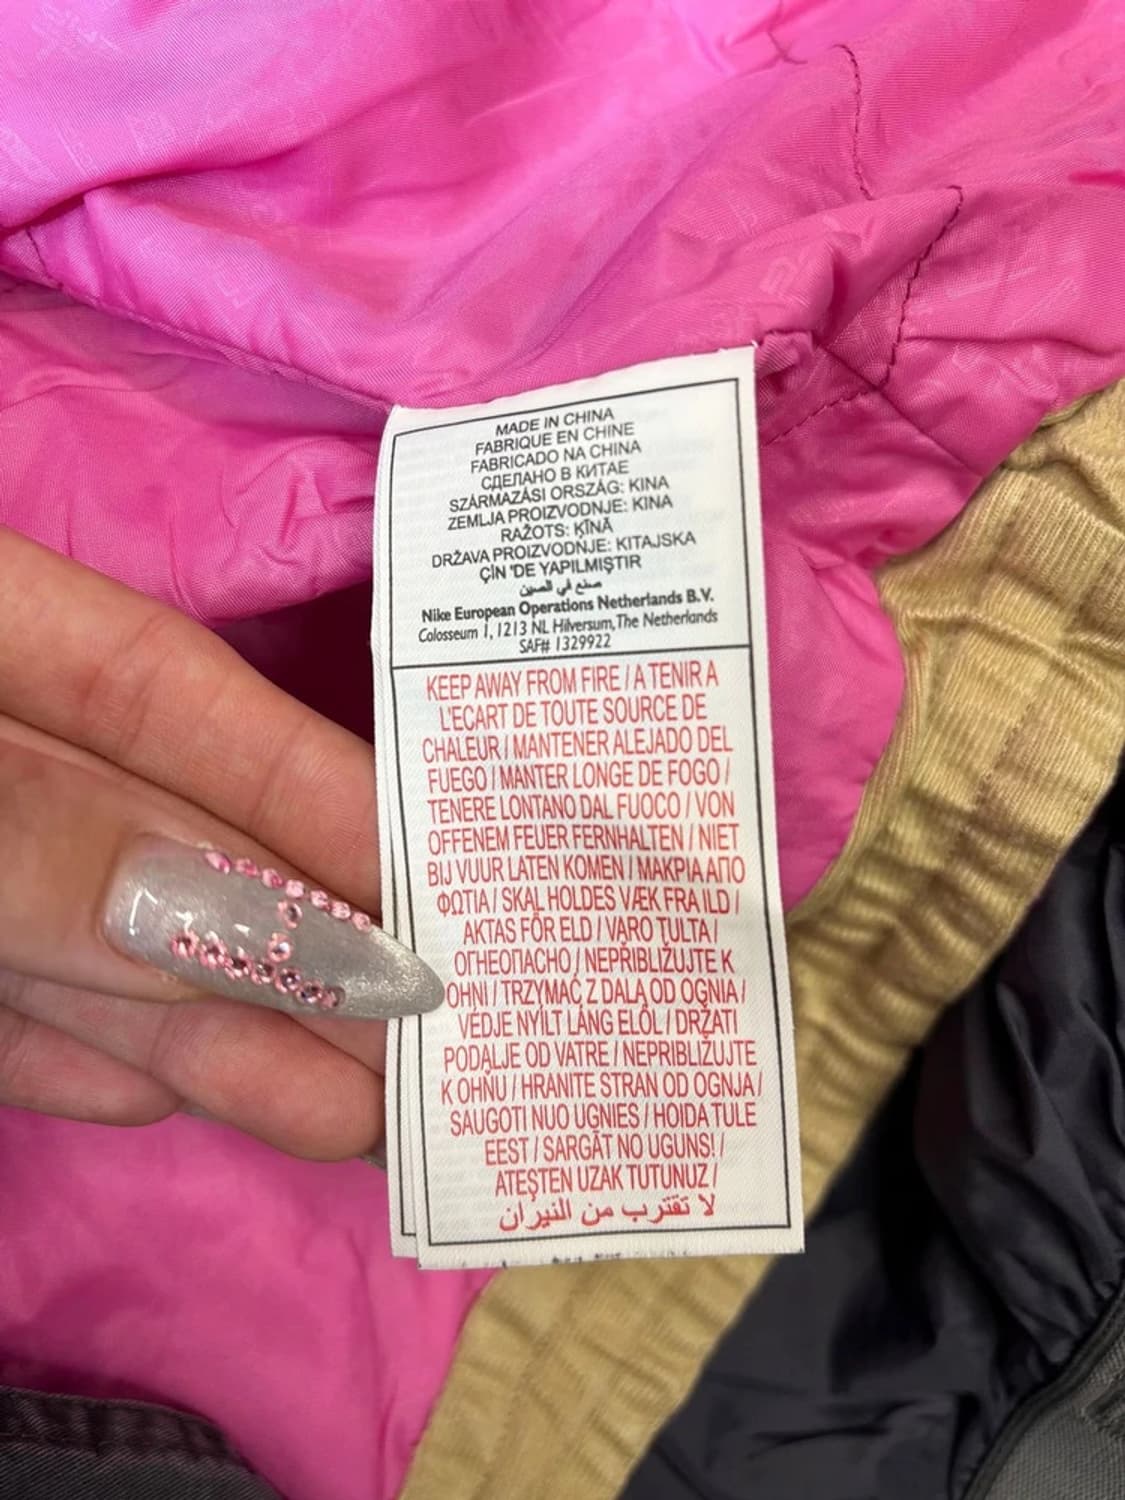 MADE IN CHINA
FABRIQUE EN CHINE
FABRICADO NA CHINA
СДЕЛАНО В КИТАЕ
SZÁRMAZÁSI ORSZÁG: KINA
ZEMLJA PROIZVODNJE: KINA
RAŽOTS: ĶĪNĀ
DRŽAVA PROIZVODNJE: KITAJSKA
ÇİN 'DE YAPILMIŞTIR
صنع في الصين
Nike European Operations Netherlands B.V.
Colosseum 1, 1213 NL Hilversum, The Netherlands
SAF# 1329922
KEEP AWAY FROM FIRE / A TENIR A
L'ECART DE TOUTE SOURCE DE
CHALEUR / MANTENER ALEJADO DEL
FUEGO / MANTER LONGE DE FOGO /
TENERE LONTANO DAL FUOCO / VON
OFFENEM FEUER FERNHALTEN / NIET
BIJ VUUR LATEN KOMEN / ΜΑΚΡΙΑ ΑΠΟ
ΦΩΤΙΑ / SKAL HOLDES VÆK FRA ILD /
AKTAS FÖR ELD / VARO TULTA /
ОГНЕОПАСНО / NEPŘIBLIŽUJTE K
OHNI / TRZYMAĆ Z DALA OD OGNIA /
VÉDJE NYÍLT LÁNG ELŐL / DRŽATI
PODALJE OD VATRE / NEPRIBLIŽUJTE
K OHŇU / HRANITE STRAN OD OGNJA /
SAUGOTI NUO UGNIES / HOIDA TULE
EEST / SARGĀT NO UGUNS! /
ATEŞTEN UZAK TUTUNUZ /
لا تقترب من النيران